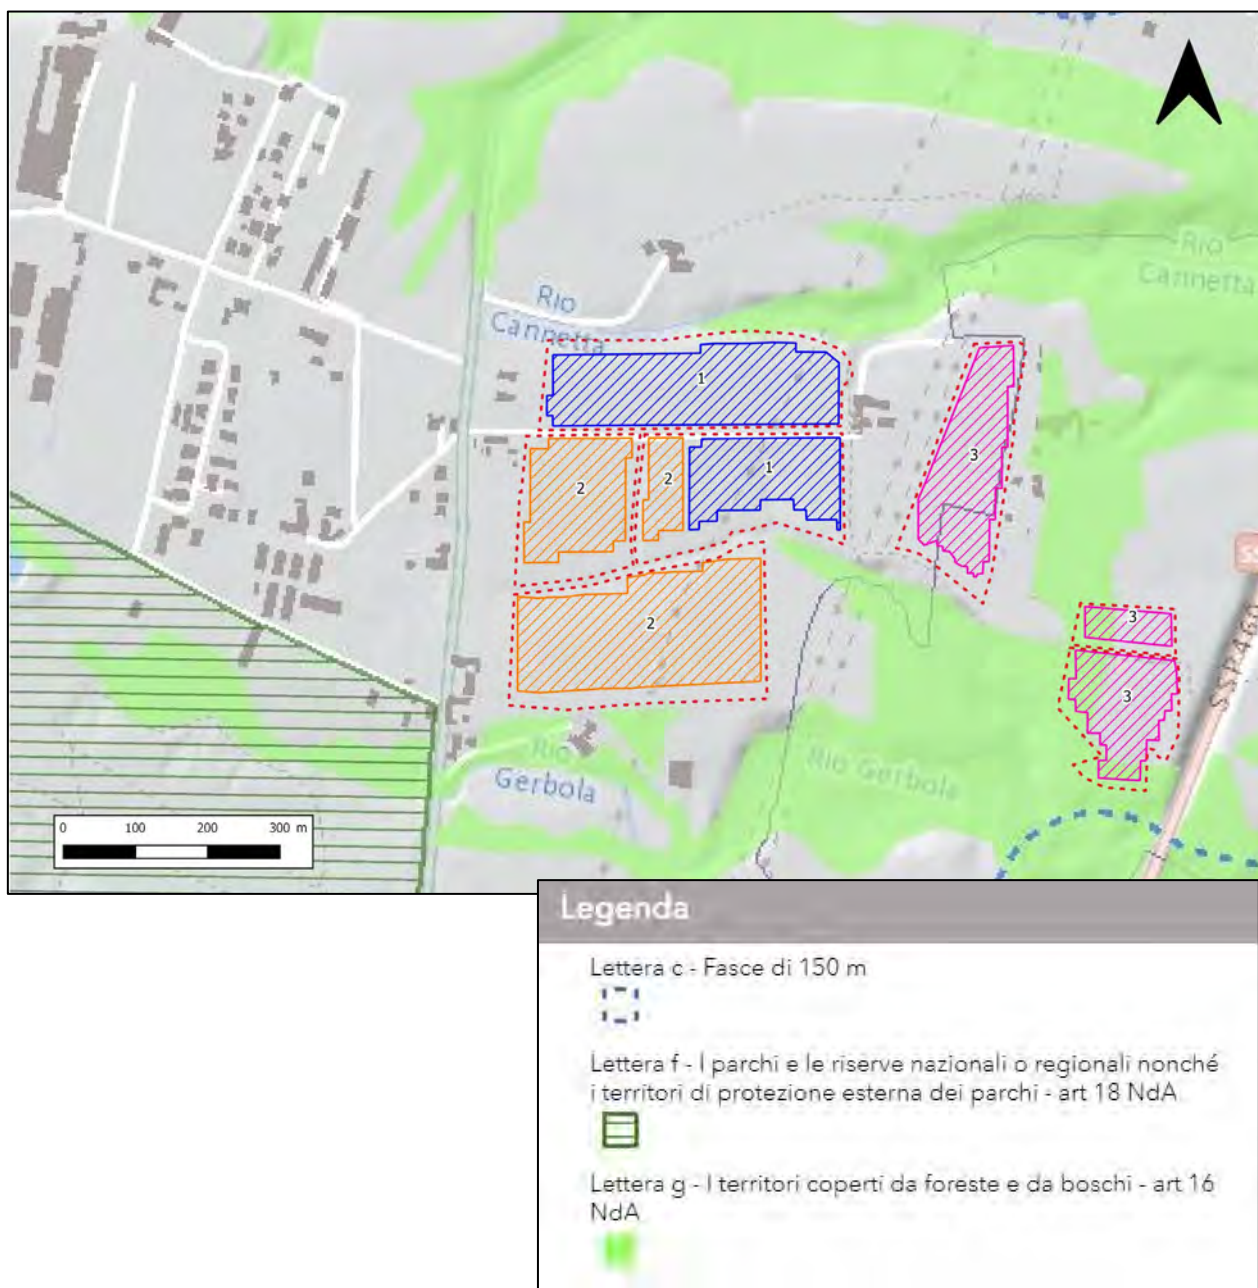 Rio
Cannetta
Rio
Cannetta
1
2
2
1
3
2
3
3
Rio
Gerbola
Rio Gerbola
0 100 200 300 m
Legenda
Lettera c - Fasce di 150 m
Lettera f - I parchi e le riserve nazionali o regionali nonché
i territori di protezione esterna dei parchi - art 18 NdA
Lettera g - I territori coperti da foreste e da boschi - art 16
NdA